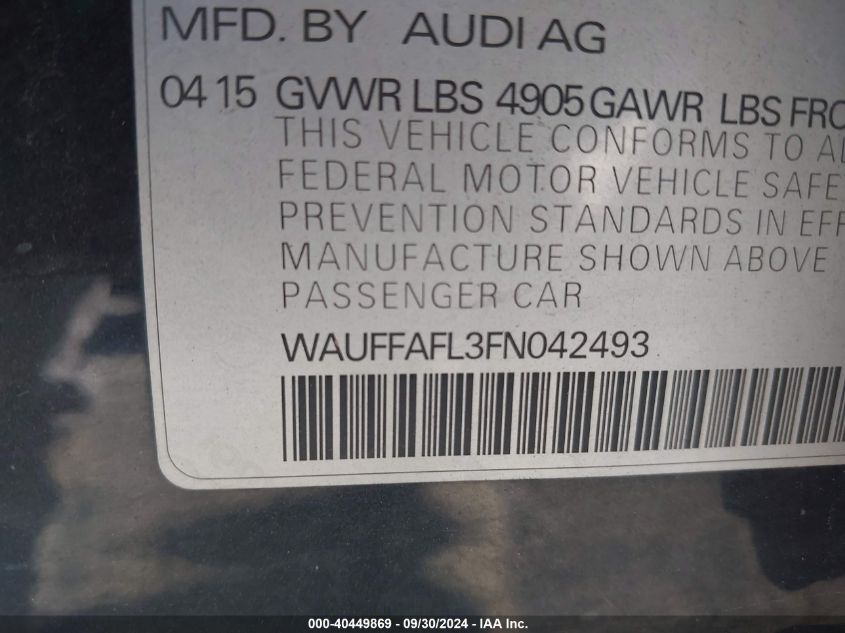 MFD. BY AUDI AG
04 15 GVWR LBS 4905 GAWR LBS FRO
THIS VEHICLE CONFORMS TO AL
FEDERAL MOTOR VEHICLE SAFE
PREVENTION STANDARDS IN EFF
MANUFACTURE SHOWN ABOVE
PASSENGER CAR
WAUFFAFL3FN042493
000-40449869 - 09/30/2024 - IAA Inc.